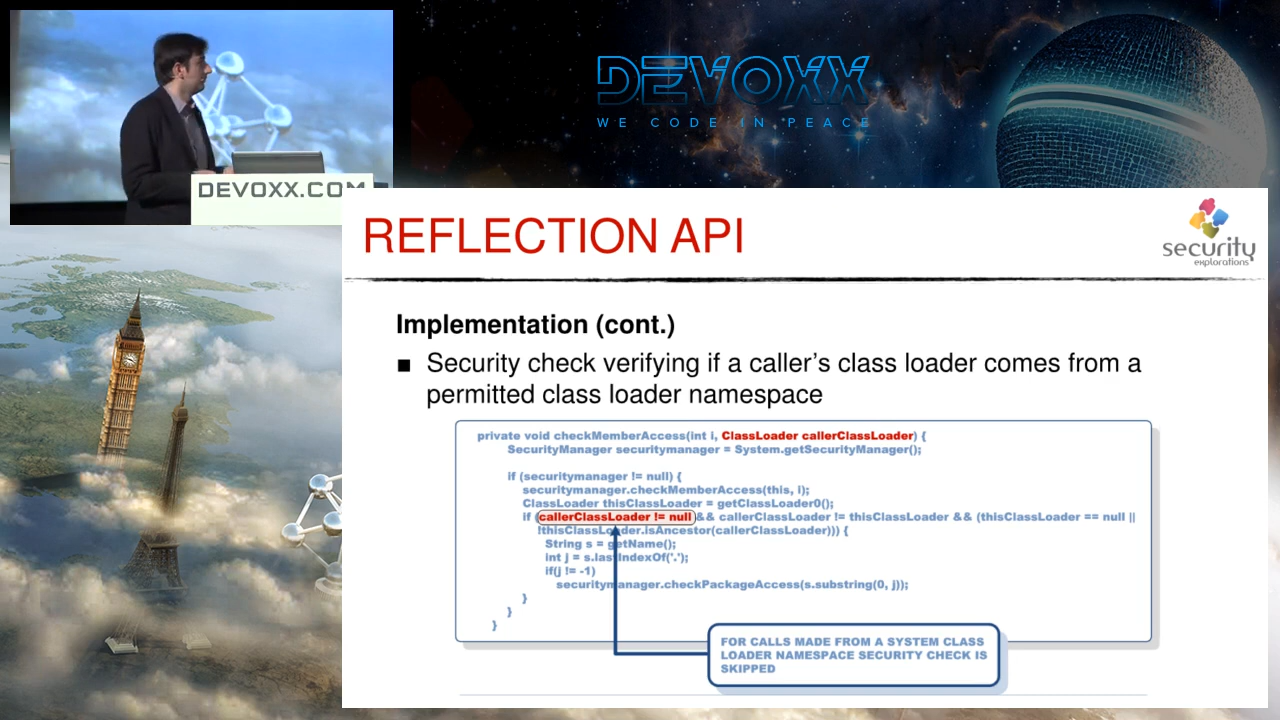 DEVOXX
WE CODE IN PEACE
DEVOXX.COM
REFLECTION API
security
explorations
Implementation (cont.)
■ Security check verifying if a caller’s class loader comes from a
permitted class loader namespace
private void checkMemberAccess(int i, ClassLoader callerClassLoader) {
SecurityManager securitymanager = System.getSecurityManager();
if (securitymanager != null) {
securitymanager.checkMemberAccess(this, i);
ClassLoader thisClassLoader = getClassLoader0();
if (callerClassLoader != null && callerClassLoader != thisClassLoader && (thisClassLoader == null ||
!thisClassLoader.isAncestor(callerClassLoader))) {
String s = getName();
int j = s.lastIndexOf('.');
if(j != -1)
securitymanager.checkPackageAccess(s.substring(0, j));
}
}
}
FOR CALLS MADE FROM A SYSTEM CLASS
LOADER NAMESPACE SECURITY CHECK IS
SKIPPED